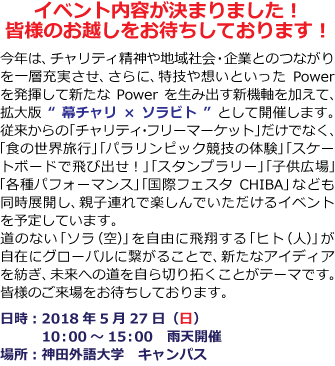 イベント内容が決まりました！
皆様のお越しをお待ちしております！
今年は、チャリティ精神や地域社会・企業とのつながり
を一層充実させ、さらに、特技や想いといった Power
を発揮して新たな Power を生み出す新機軸を加えて、
拡大版 “ 幕チャリ × ソラビト ” として開催します。
従来からの「チャリティ・フリーマーケット」だけでなく、
「食の世界旅行」「パラリンピック競技の体験」「スケー
トボードで飛び出せ！」「スタンプラリー」「子供広場」
「各種パフォーマンス」「国際フェスタ CHIBA」なども
同時展開し、親子連れで楽しんでいただけるイベント
を予定しています。
道のない「ソラ（空）」を自由に飛翔する「ヒト（人）」が
自在にグローバルに繋がることで、新たなアイディア
を紡ぎ、未来への道を自ら切り拓くことがテーマです。
皆様のご来場をお待ちしております。
日時：2018 年 5 月 27 日（日）
10：00 ～ 15：00　雨天開催
場所：神田外語大学　キャンパス